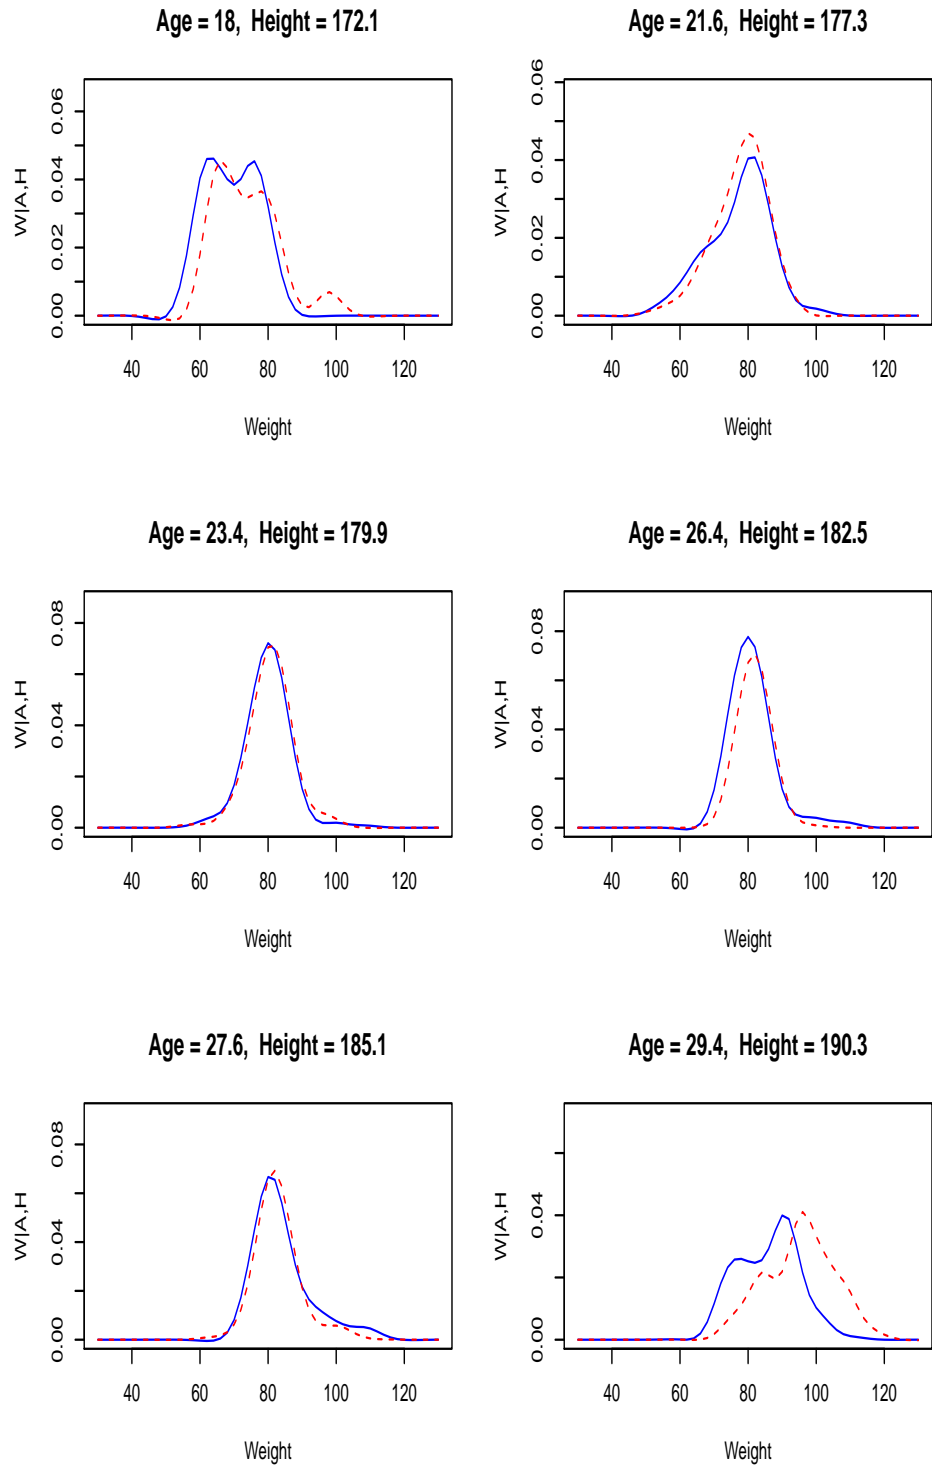 Age = 18,  Height = 172.1
W|A,H
0.00 0.02 0.04 0.06
40 60 80 100 120
Weight
Age = 21.6,  Height = 177.3
W|A,H
0.00 0.02 0.04 0.06
40 60 80 100 120
Weight
Age = 23.4,  Height = 179.9
W|A,H
0.00 0.04 0.08
40 60 80 100 120
Weight
Age = 26.4,  Height = 182.5
W|A,H
0.00 0.04 0.08
40 60 80 100 120
Weight
Age = 27.6,  Height = 185.1
W|A,H
0.00 0.04 0.08
40 60 80 100 120
Weight
Age = 29.4,  Height = 190.3
W|A,H
0.00 0.04
40 60 80 100 120
Weight